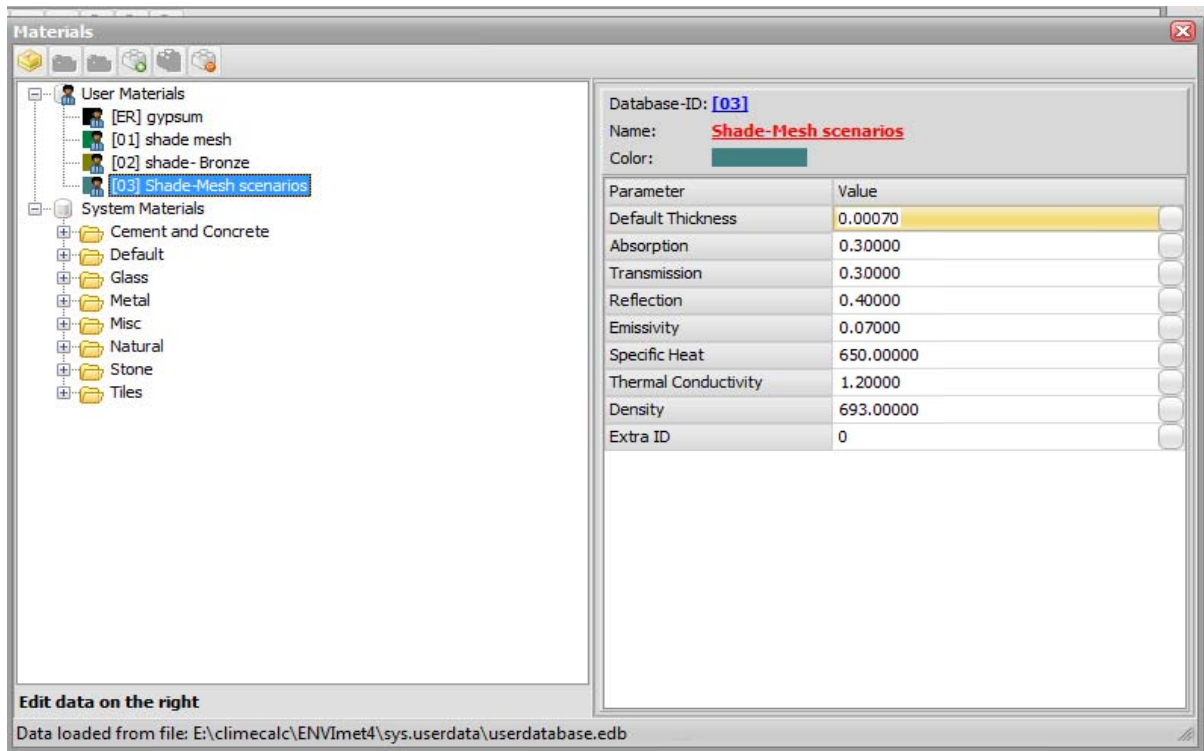 Materials
User Materials
[ER] gypsum
[01] shade mesh
[02] shade- Bronze
[03] Shade-Mesh scenarios
System Materials
Cement and Concrete
Default
Glass
Metal
Misc
Natural
Stone
Tiles
Edit data on the right
Database-ID: [03]
Name: Shade-Mesh scenarios
Color:
Parameter Value
Default Thickness 0.00070
Absorption 0.30000
Transmission 0.30000
Reflection 0.40000
Emissivity 0.07000
Specific Heat 650.00000
Thermal Conductivity 1.20000
Density 693.00000
Extra ID 0
Data loaded from file: E:\climecalc\ENVImet4\sys.userdata\userdatabase.edb